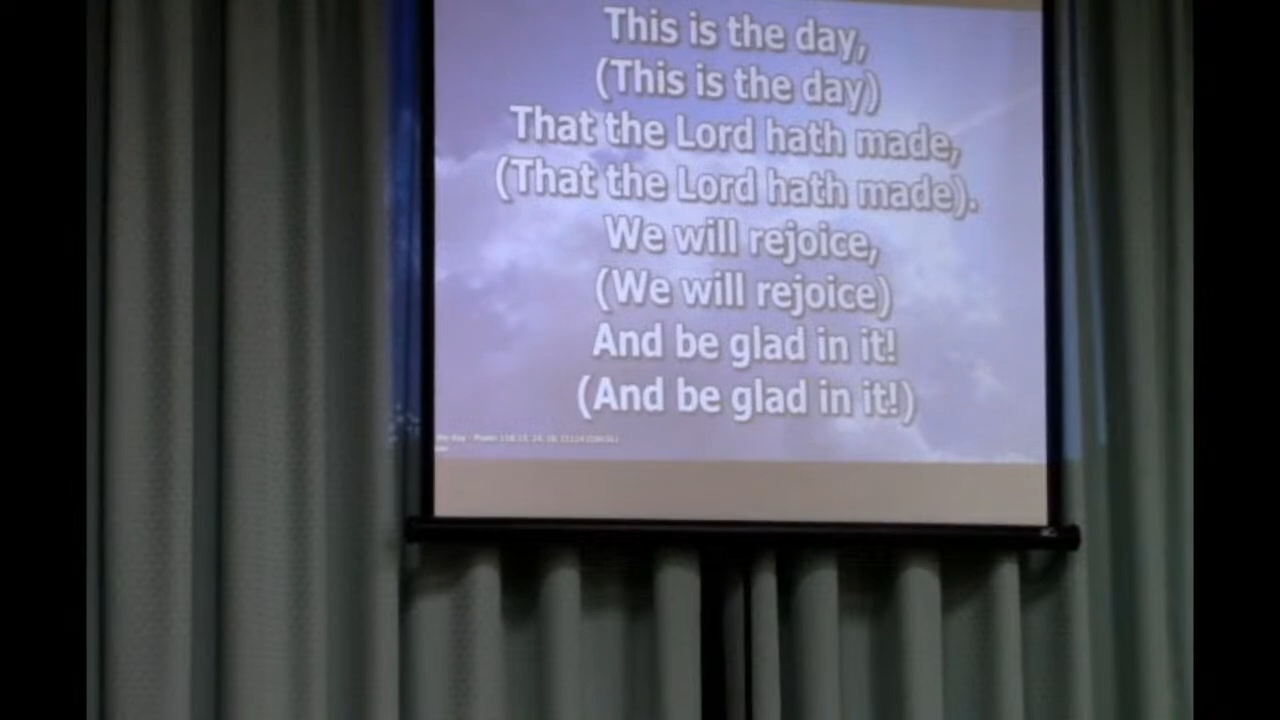 This is the day,
(This is the day)
That the Lord hath made,
(That the Lord hath made).
We will rejoice,
(We will rejoice)
And be glad in it!
(And be glad in it!)